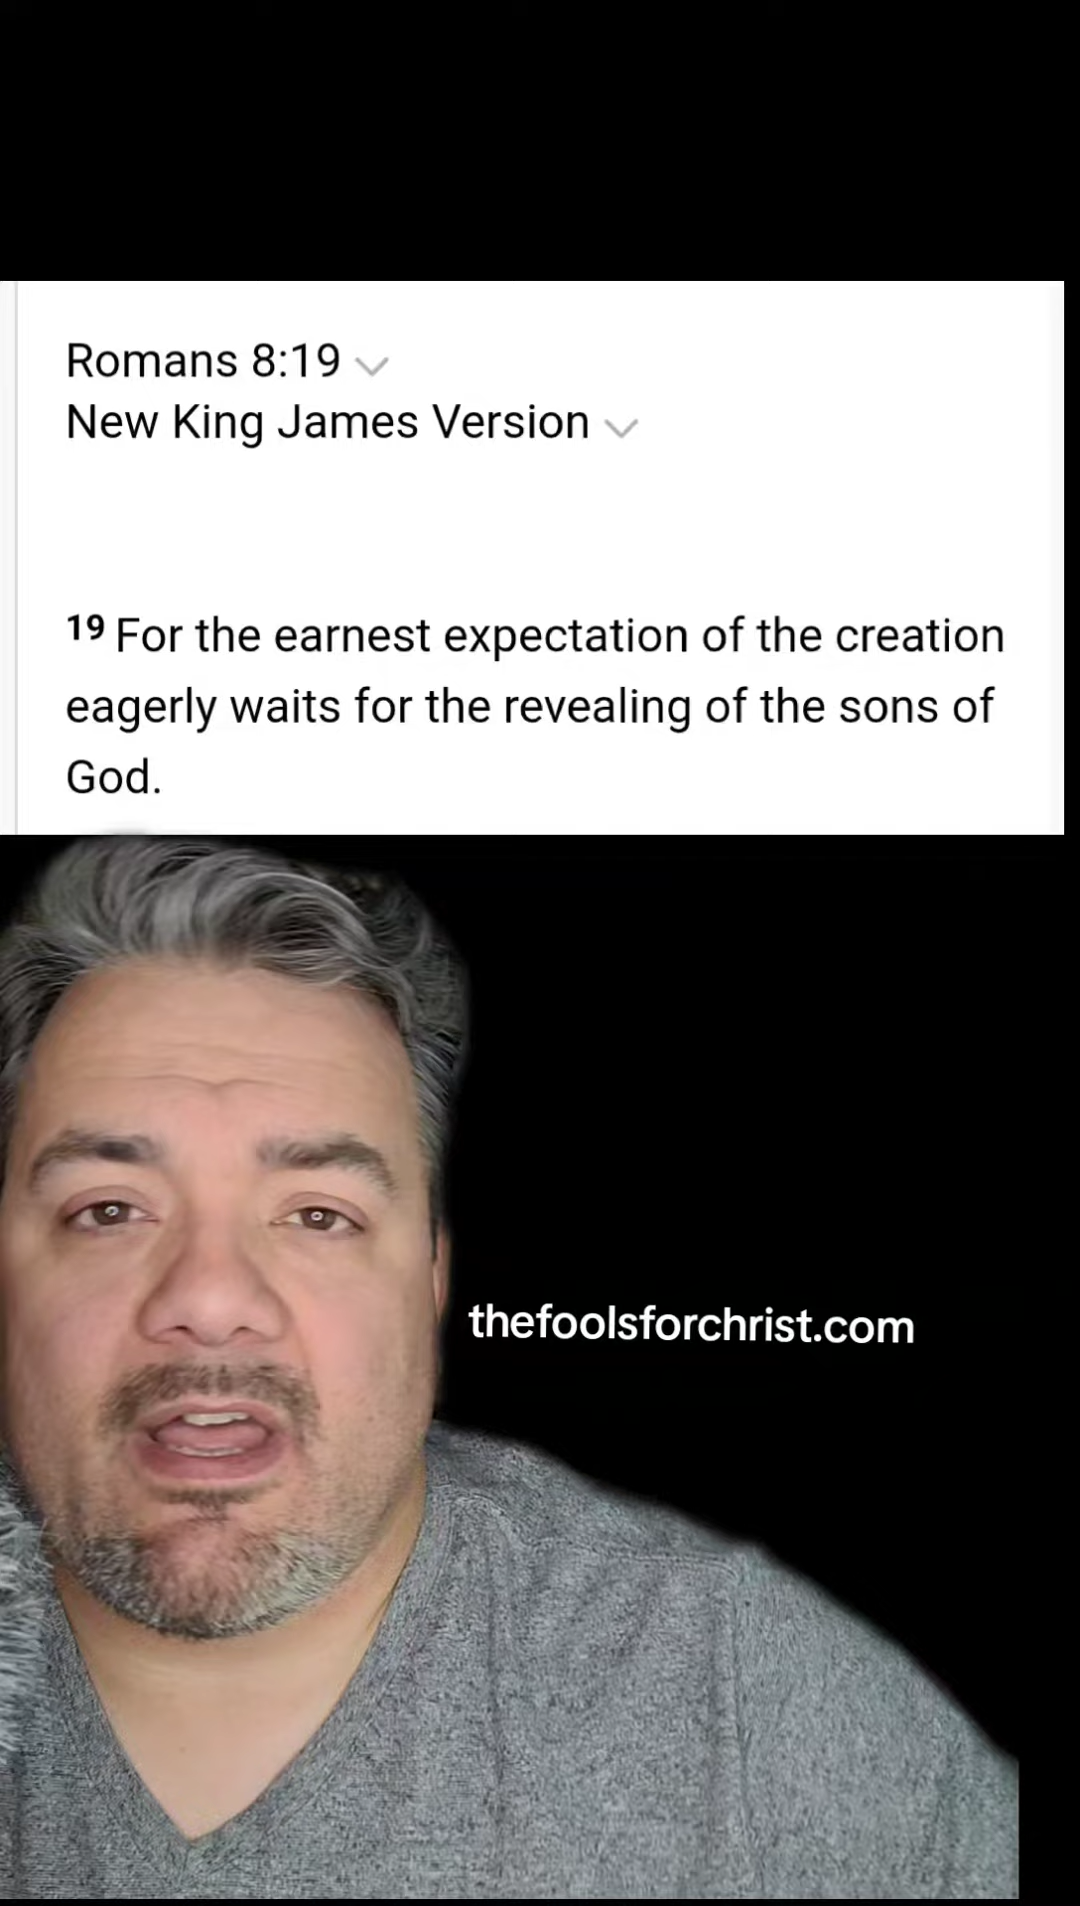 Romans 8:19
New King James Version
19 For the earnest expectation of the creation
eagerly waits for the revealing of the sons of
God.
thefoolsforchrist.com